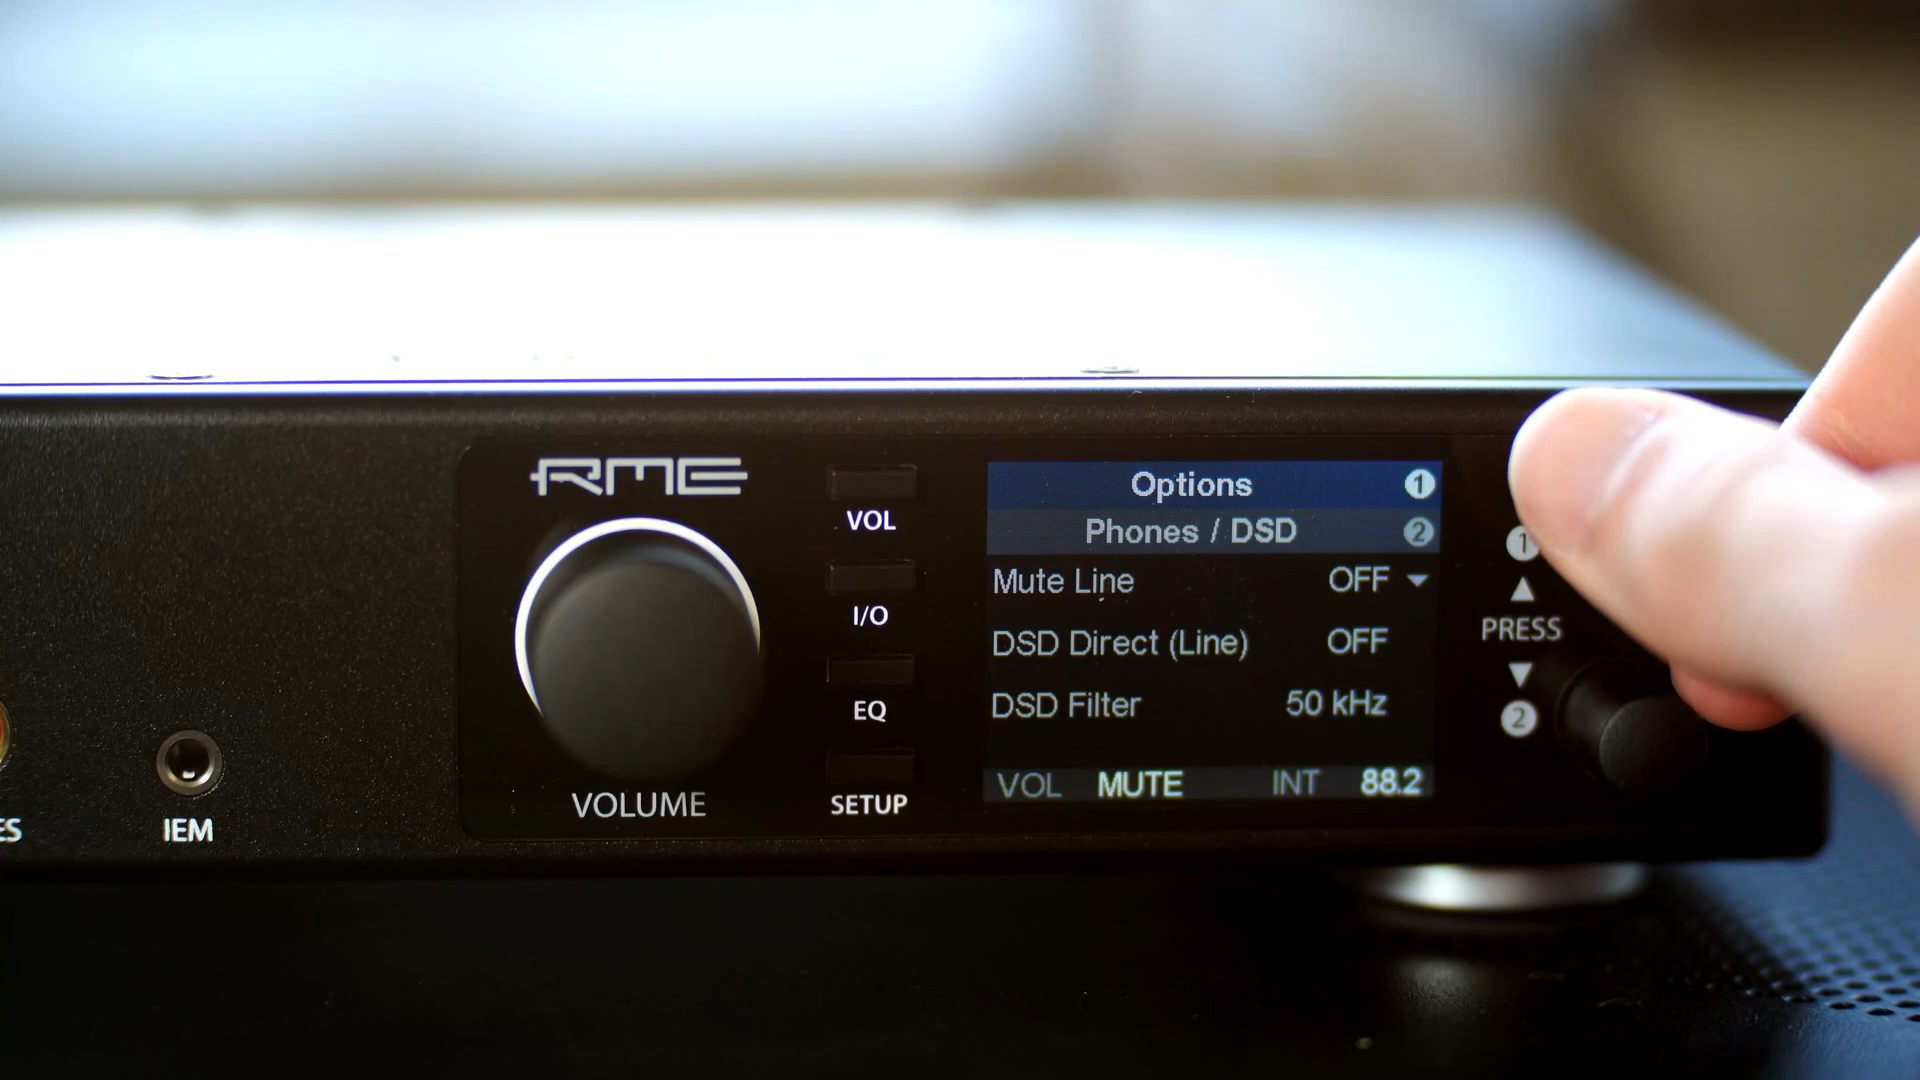 RME
VOL
I/O
EQ
SETUP
VOLUME
IEM
ES
Options 1
Phones / DSD 2
Mute Line OFF
DSD Direct (Line) OFF
DSD Filter 50 kHz
VOL MUTE INT 88.2
1
PRESS
2